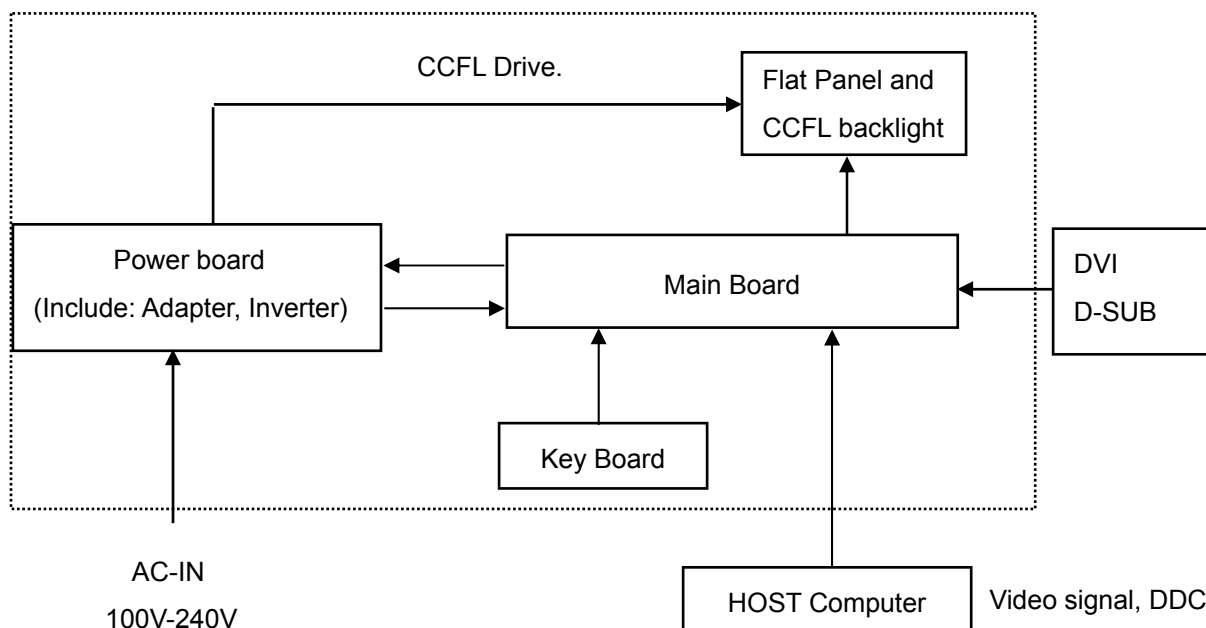 CCFL Drive.
Flat Panel and
CCFL backlight
Power board
(Include: Adapter, Inverter)
Main Board
DVI
D-SUB
Key Board
AC-IN
100V-240V
HOST Computer
Video signal, DDC